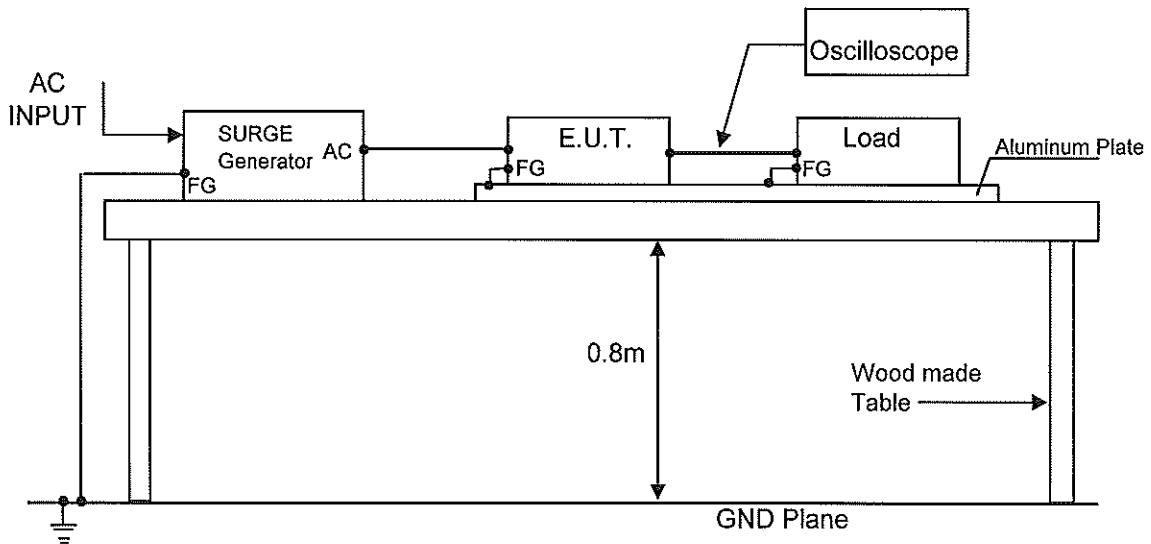 Oscilloscope
AC
INPUT
SURGE
Generator
AC
FG
E.U.T.
FG
Load
FG
Aluminum Plate
0.8m
Wood made
Table
GND Plane